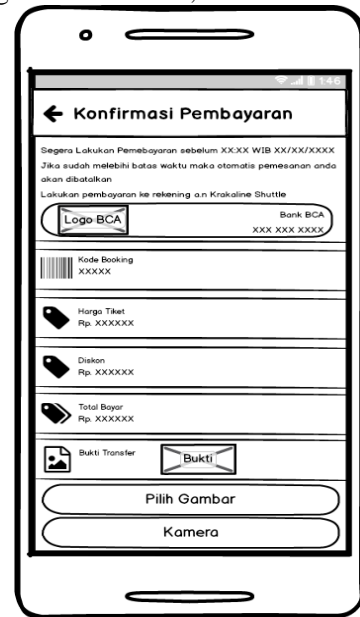 1:46
Konfirmasi Pembayaran
Segera Lakukan Pemebayaran sebelum XX:XX WIB XX/XX/XXXX
Jika sudah melebihi batas waktu maka otomatis pemesanan anda
akan dibatalkan
Lakukan pembayaran ke rekening a.n Krakaline Shuttle
Logo BCA
Bank BCA
XXX XXX XXXX
Kode Booking
XXXXX
Harga Tiket
Rp. XXXXXX
Diskon
Rp. XXXXXX
Total Bayar
Rp. XXXXXX
Bukti Transfer
Bukti
Pilih Gambar
Kamera